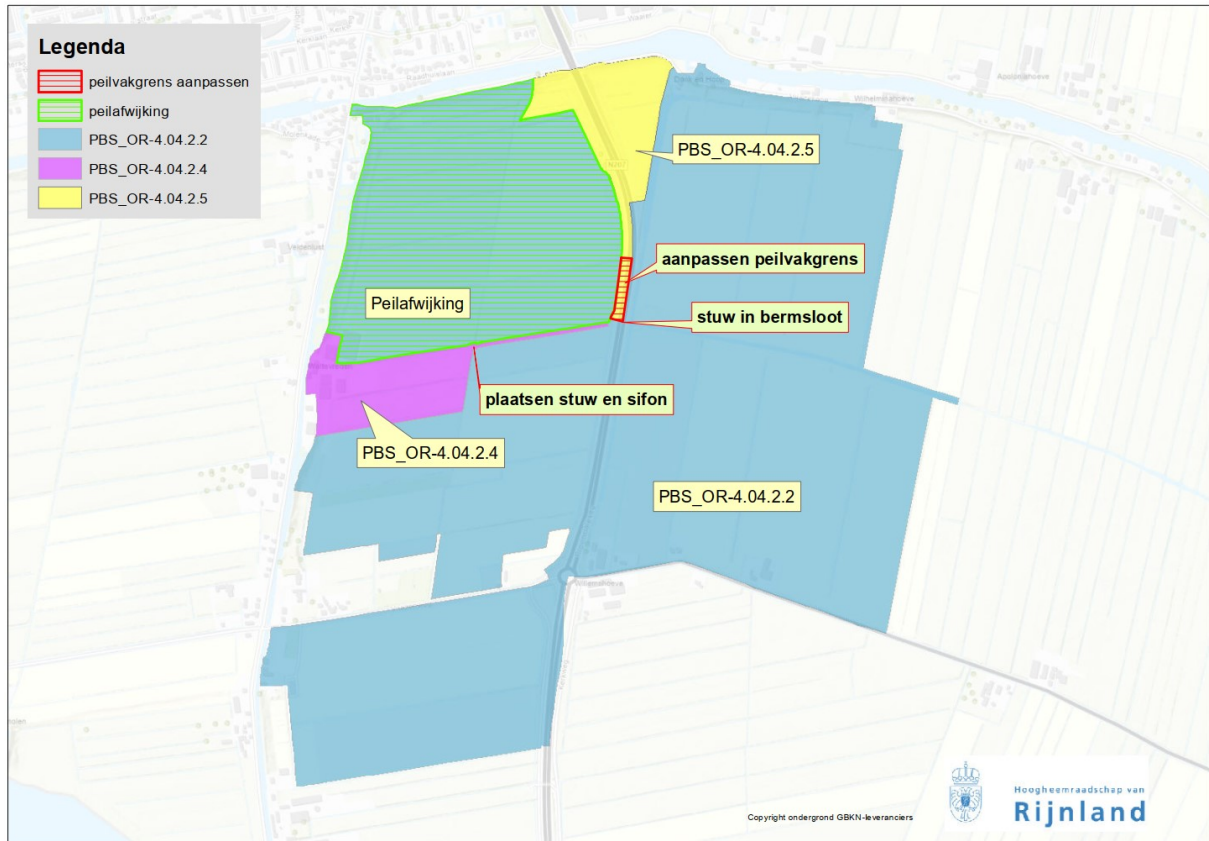 Legenda
peilvakgrens aanpassen
peilafwijking
PBS_OR-4.04.2.2
PBS_OR-4.04.2.4
PBS_OR-4.04.2.5
PBS_OR-4.04.2.5
aanpassen peilvakgrens
Peilafwijking
stuw in bermsloot
plaatsen stuw en sifon
PBS_OR-4.04.2.4
PBS_OR-4.04.2.2
Hoogheemraadschap van
Rijnland
Copyright ondergrond GBKN-leveranciers